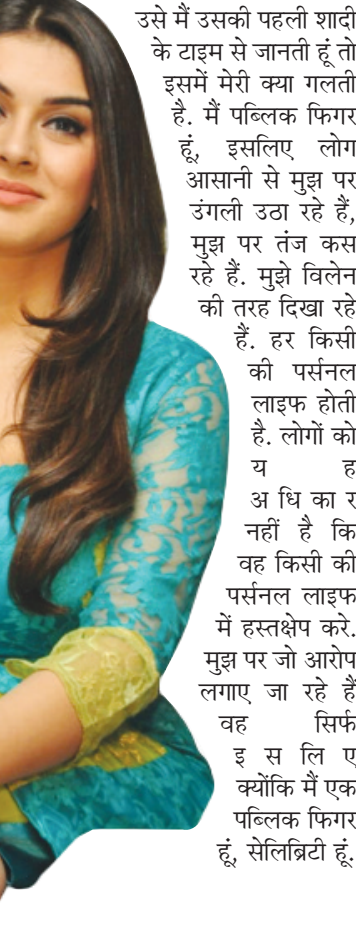 उसे मैं उसकी पहली शादी
के टाइम से जानती हूं तो
इसमें मेरी क्या गलती
है. मैं पब्लिक फिगर
हूं, इसलिए लोग
आसानी से मुझ पर
उंगली उठा रहे हैं,
मुझ पर तंज कस
रहे हैं. मुझे विलेन
की तरह दिखा रहे
हैं. हर किसी
की पर्सनल
लाइफ होती
है. लोगों को
य ह
अ धि का र
नहीं है कि
वह किसी की
पर्सनल लाइफ
में हस्तक्षेप करे.
मुझ पर जो आरोप
लगाए जा रहे हैं
वह सिर्फ
इ स लि ए
क्योंकि मैं एक
पब्लिक फिगर
हूं, सेलिब्रिटी हूं.